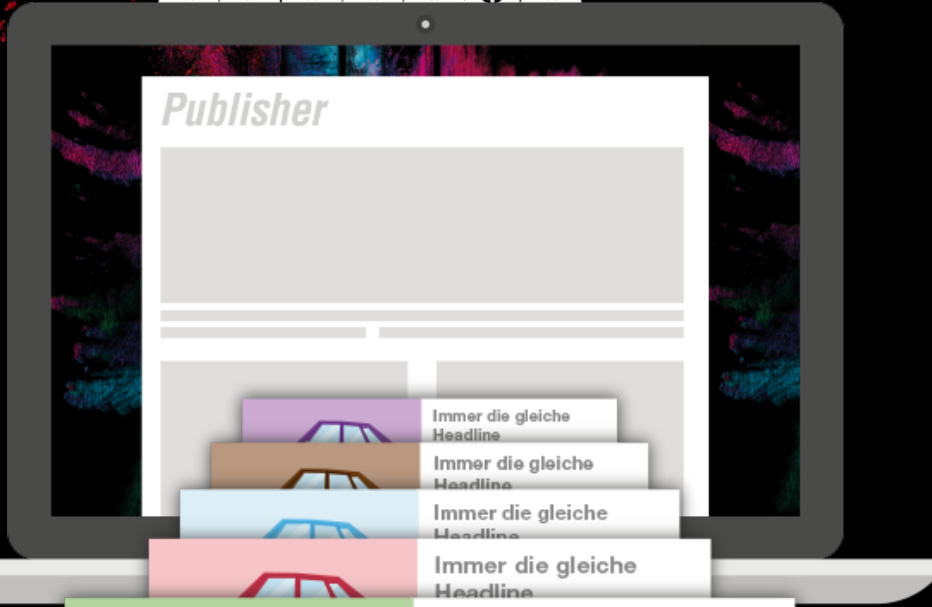 Publisher
Immer die gleiche
Headline
Immer die gleiche
Headline
Immer die gleiche
Headline
Immer die gleiche
Headline